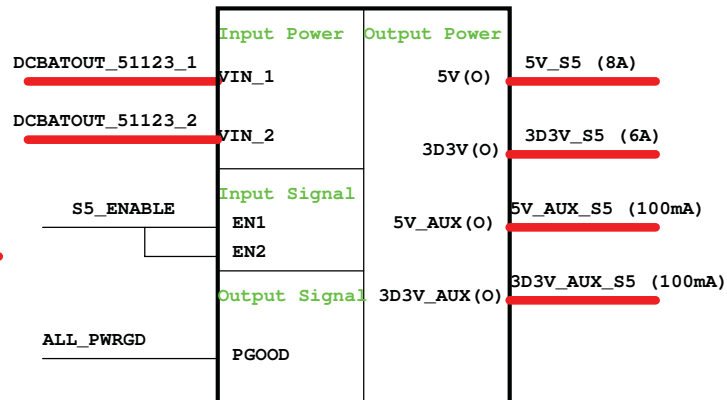 Input Power
Output Power
DCBATOUT_51123_1
VIN_1
5V(O)
5V_S5 (8A)
DCBATOUT_51123_2
VIN_2
3D3V(O)
3D3V_S5 (6A)
Input Signal
S5_ENABLE
EN1
5V_AUX(O)
5V_AUX_S5 (100mA)
EN2
Output Signal
3D3V_AUX(O)
3D3V_AUX_S5 (100mA)
ALL_PWRGD
PGOOD